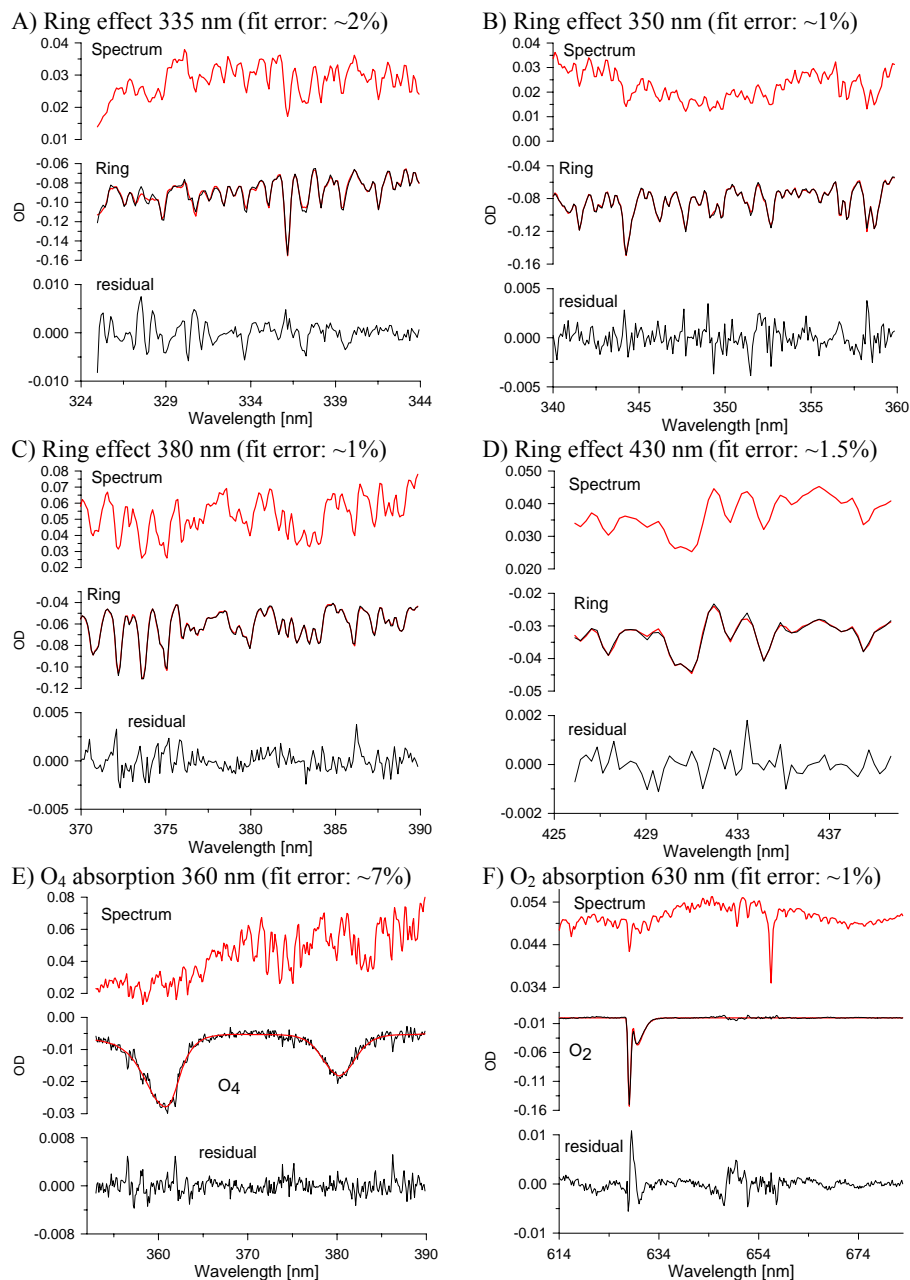 A) Ring effect 335 nm (fit error: ~2%)
Spectrum
0.04
0.03
0.02
0.01
Ring
-0.06
-0.08
-0.10
-0.12
-0.14
-0.16
OD
residual
0.010
0.000
-0.010
324 329 334 339 344
Wavelength [nm]
B) Ring effect 350 nm (fit error: ~1%)
Spectrum
0.04
0.03
0.02
0.01
0.00
Ring
-0.04
-0.08
-0.12
-0.16
OD
residual
0.005
0.000
-0.005
340 345 350 355 360
Wavelength [nm]
C) Ring effect 380 nm (fit error: ~1%)
Spectrum
0.08
0.07
0.06
0.05
0.04
0.03
0.02
Ring
-0.04
-0.06
-0.08
-0.10
-0.12
OD
residual
0.005
0.000
-0.005
370 375 380 385 390
Wavelength [nm]
D) Ring effect 430 nm (fit error: ~1.5%)
Spectrum
0.050
0.040
0.030
0.020
Ring
-0.02
-0.03
-0.04
-0.05
OD
residual
0.002
0.000
-0.002
425 429 433 437
Wavelength [nm]
E) O4 absorption 360 nm (fit error: ~7%)
Spectrum
0.08
0.06
0.04
0.02
0.00
-0.01
-0.02
-0.03
O4
OD
residual
0.008
0.000
-0.008
360 370 380 390
Wavelength [nm]
F) O2 absorption 630 nm (fit error: ~1%)
Spectrum
0.054
0.044
0.034
-0.01
-0.06
-0.11
-0.16
O2
OD
residual
0.01
0.00
-0.01
614 634 654 674
Wavelength [nm]